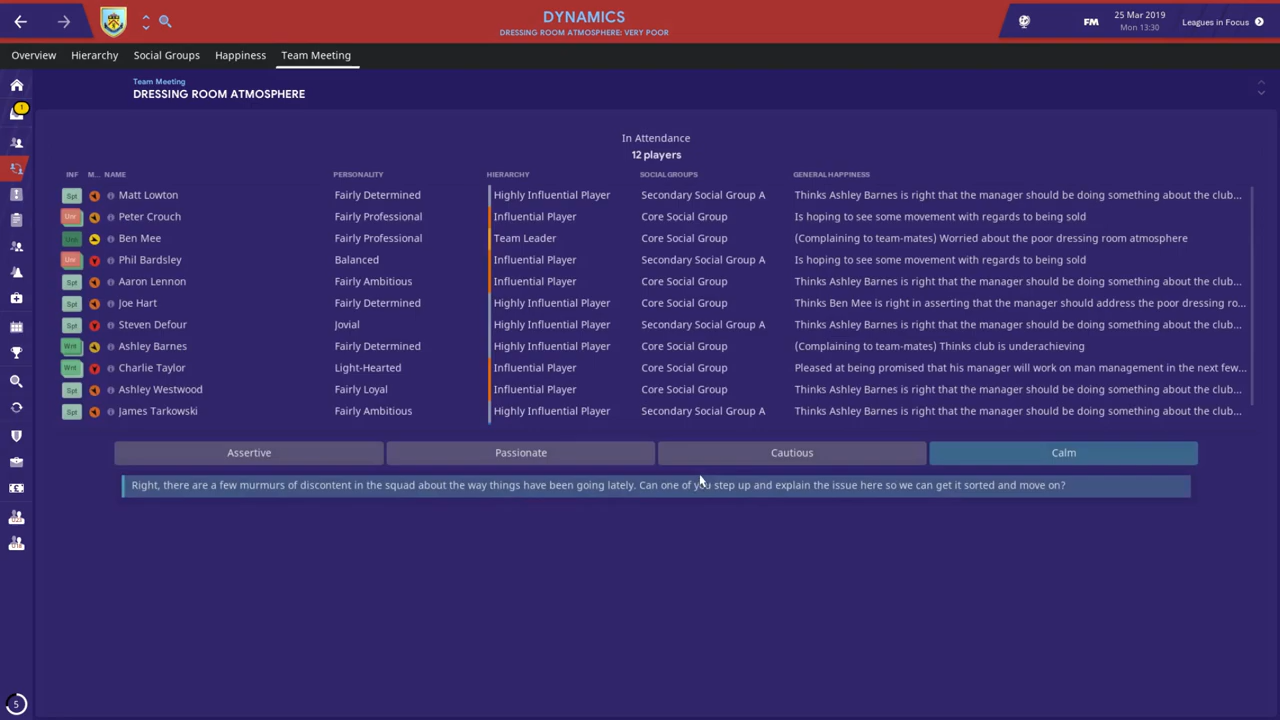 DYNAMICS
DRESSING ROOM ATMOSPHERE: VERY POOR
FM
25 Mar 2019
Mon 13:30
Leagues in Focus
Overview Hierarchy Social Groups Happiness Team Meeting
Team Meeting
DRESSING ROOM ATMOSPHERE
1
In Attendance
12 players
INF M... NAME PERSONALITY HIERARCHY SOCIAL GROUPS GENERAL HAPPINESS
Spt Matt Lowton Fairly Determined Highly Influential Player Secondary Social Group A Thinks Ashley Barnes is right that the manager should be doing something about the club...
Unr Peter Crouch Fairly Professional Influential Player Core Social Group Is hoping to see some movement with regards to being sold
Ben Mee Fairly Professional Team Leader Core Social Group (Complaining to team-mates) Worried about the poor dressing room atmosphere
Unr Phil Bardsley Balanced Influential Player Secondary Social Group A Is hoping to see some movement with regards to being sold
Spt Aaron Lennon Fairly Ambitious Influential Player Core Social Group Thinks Ashley Barnes is right that the manager should be doing something about the club...
Spt Joe Hart Fairly Determined Highly Influential Player Core Social Group Thinks Ben Mee is right in asserting that the manager should address the poor dressing ro...
Spt Steven Defour Jovial Highly Influential Player Secondary Social Group A Thinks Ashley Barnes is right that the manager should be doing something about the club...
Wnt Ashley Barnes Fairly Determined Highly Influential Player Core Social Group (Complaining to team-mates) Thinks club is underachieving
Wnt Charlie Taylor Light-Hearted Influential Player Core Social Group Pleased at being promised that his manager will work on man management in the next few...
Spt Ashley Westwood Fairly Loyal Influential Player Core Social Group Thinks Ashley Barnes is right that the manager should be doing something about the club...
Spt James Tarkowski Fairly Ambitious Highly Influential Player Secondary Social Group A Thinks Ashley Barnes is right that the manager should be doing something about the club...
Assertive Passionate Cautious Calm
Right, there are a few murmurs of discontent in the squad about the way things have been going lately. Can one of you step up and explain the issue here so we can get it sorted and move on?
U23
U18
5